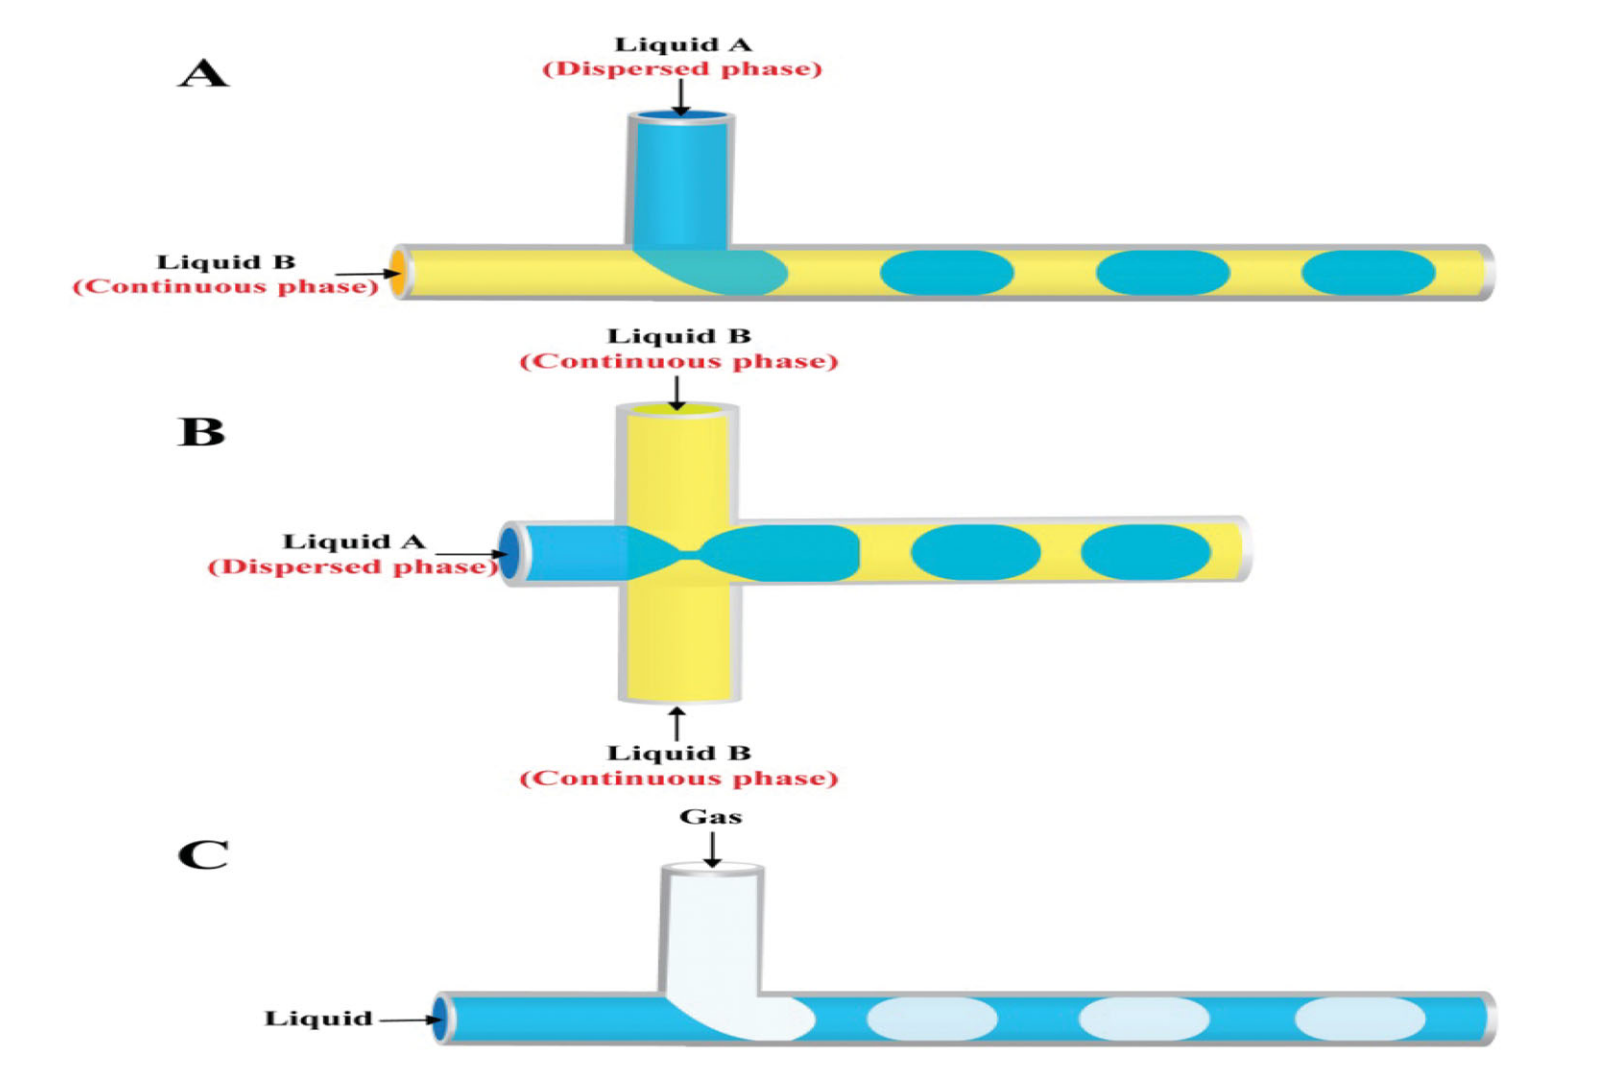 A
Liquid A
(Dispersed phase)
Liquid B
(Continuous phase)
Liquid B
(Continuous phase)
B
Liquid A
(Dispersed phase)
Liquid B
(Continuous phase)
Gas
C
Liquid